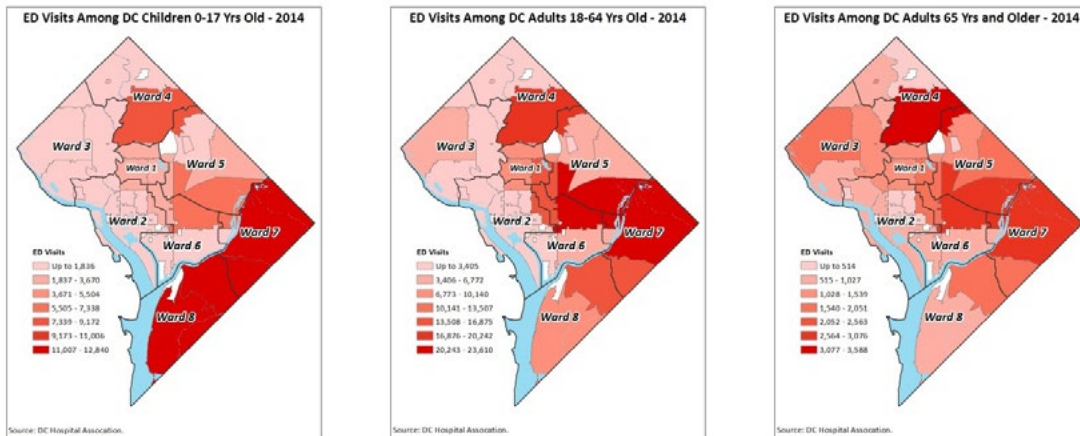 ED Visits Among DC Children 0-17 Yrs Old - 2014
Ward 4
Ward 3
Ward 1
Ward 5
Ward 2
Ward 7
Ward 6
Ward 8
ED Visits
Up to 1,836
1,837 - 3,670
3,671 - 5,504
5,505 - 7,338
7,339 - 9,172
9,173 - 11,006
11,007 - 12,840
Source: DC Hospital Assocation.
ED Visits Among DC Adults 18-64 Yrs Old - 2014
Ward 4
Ward 3
Ward 1
Ward 5
Ward 2
Ward 7
Ward 6
Ward 8
ED Visits
Up to 3,405
3,406 - 6,772
6,773 - 10,140
10,141 - 13,507
13,508 - 16,875
16,876 - 20,242
20,243 - 23,610
Source: DC Hospital Assocation.
ED Visits Among DC Adults 65 Yrs and Older - 2014
Ward 4
Ward 3
Ward 1
Ward 5
Ward 2
Ward 7
Ward 6
Ward 8
ED Visits
Up to 514
515 - 1,027
1,028 - 1,539
1,540 - 2,051
2,052 - 2,563
2,564 - 3,076
3,077 - 3,588
Source: DC Hospital Assocation.